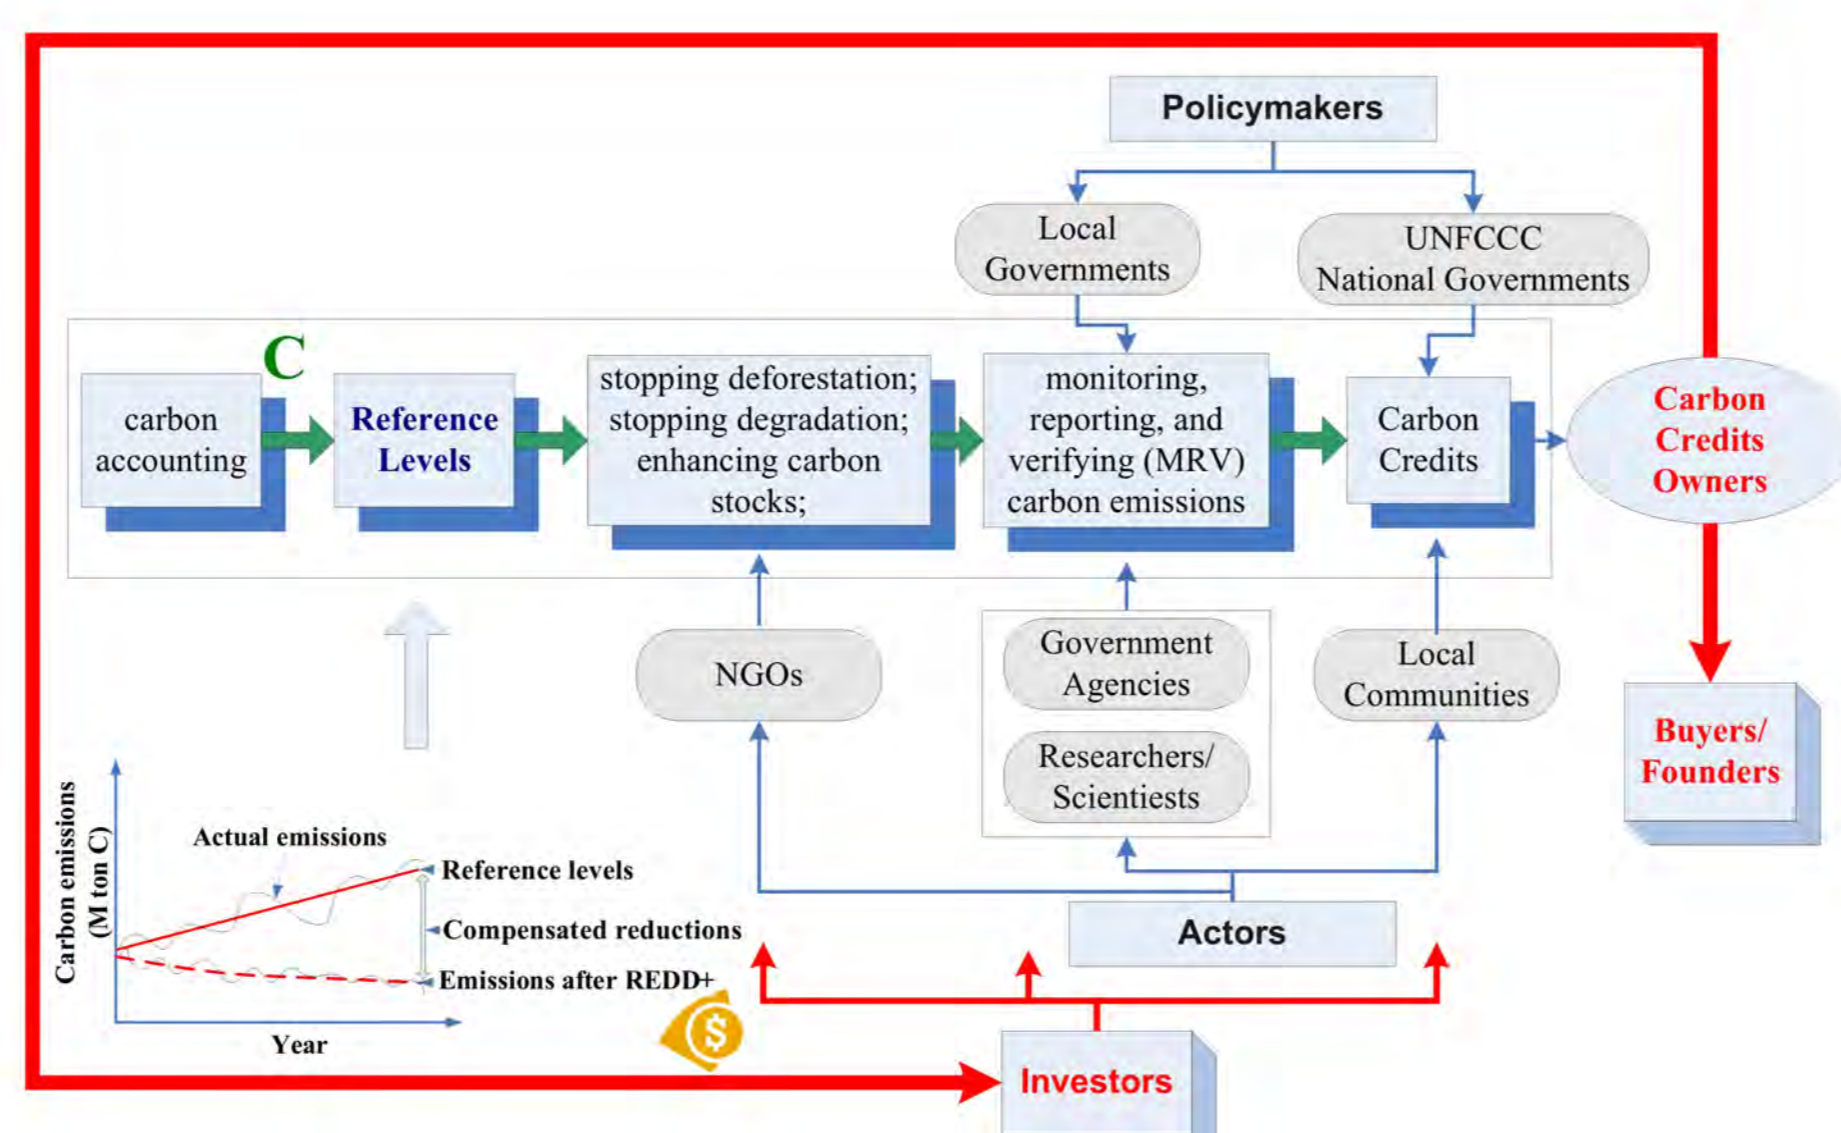 Policymakers
Local
Governments
UNFCCC
National Governments
C
carbon
accounting
Reference
Levels
stopping deforestation;
stopping degradation;
enhancing carbon
stocks;
monitoring,
reporting, and
verifying (MRV)
carbon emissions
Carbon
Credits
Carbon
Credits
Owners
NGOs
Government
Agencies
Researchers/
Scientiests
Local
Communities
Buyers/
Founders
Actors
Investors
Carbon emissions
(M ton C)
Actual emissions
Reference levels
Compensated reductions
Emissions after REDD+
Year
$